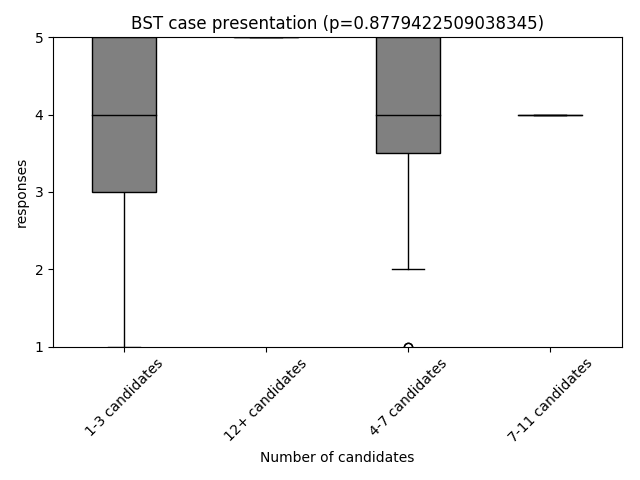 BST case presentation (p=0.8779422509038345)
5
4
3
2
1
responses
1-3 candidates
12+ candidates
4-7 candidates
7-11 candidates
Number of candidates